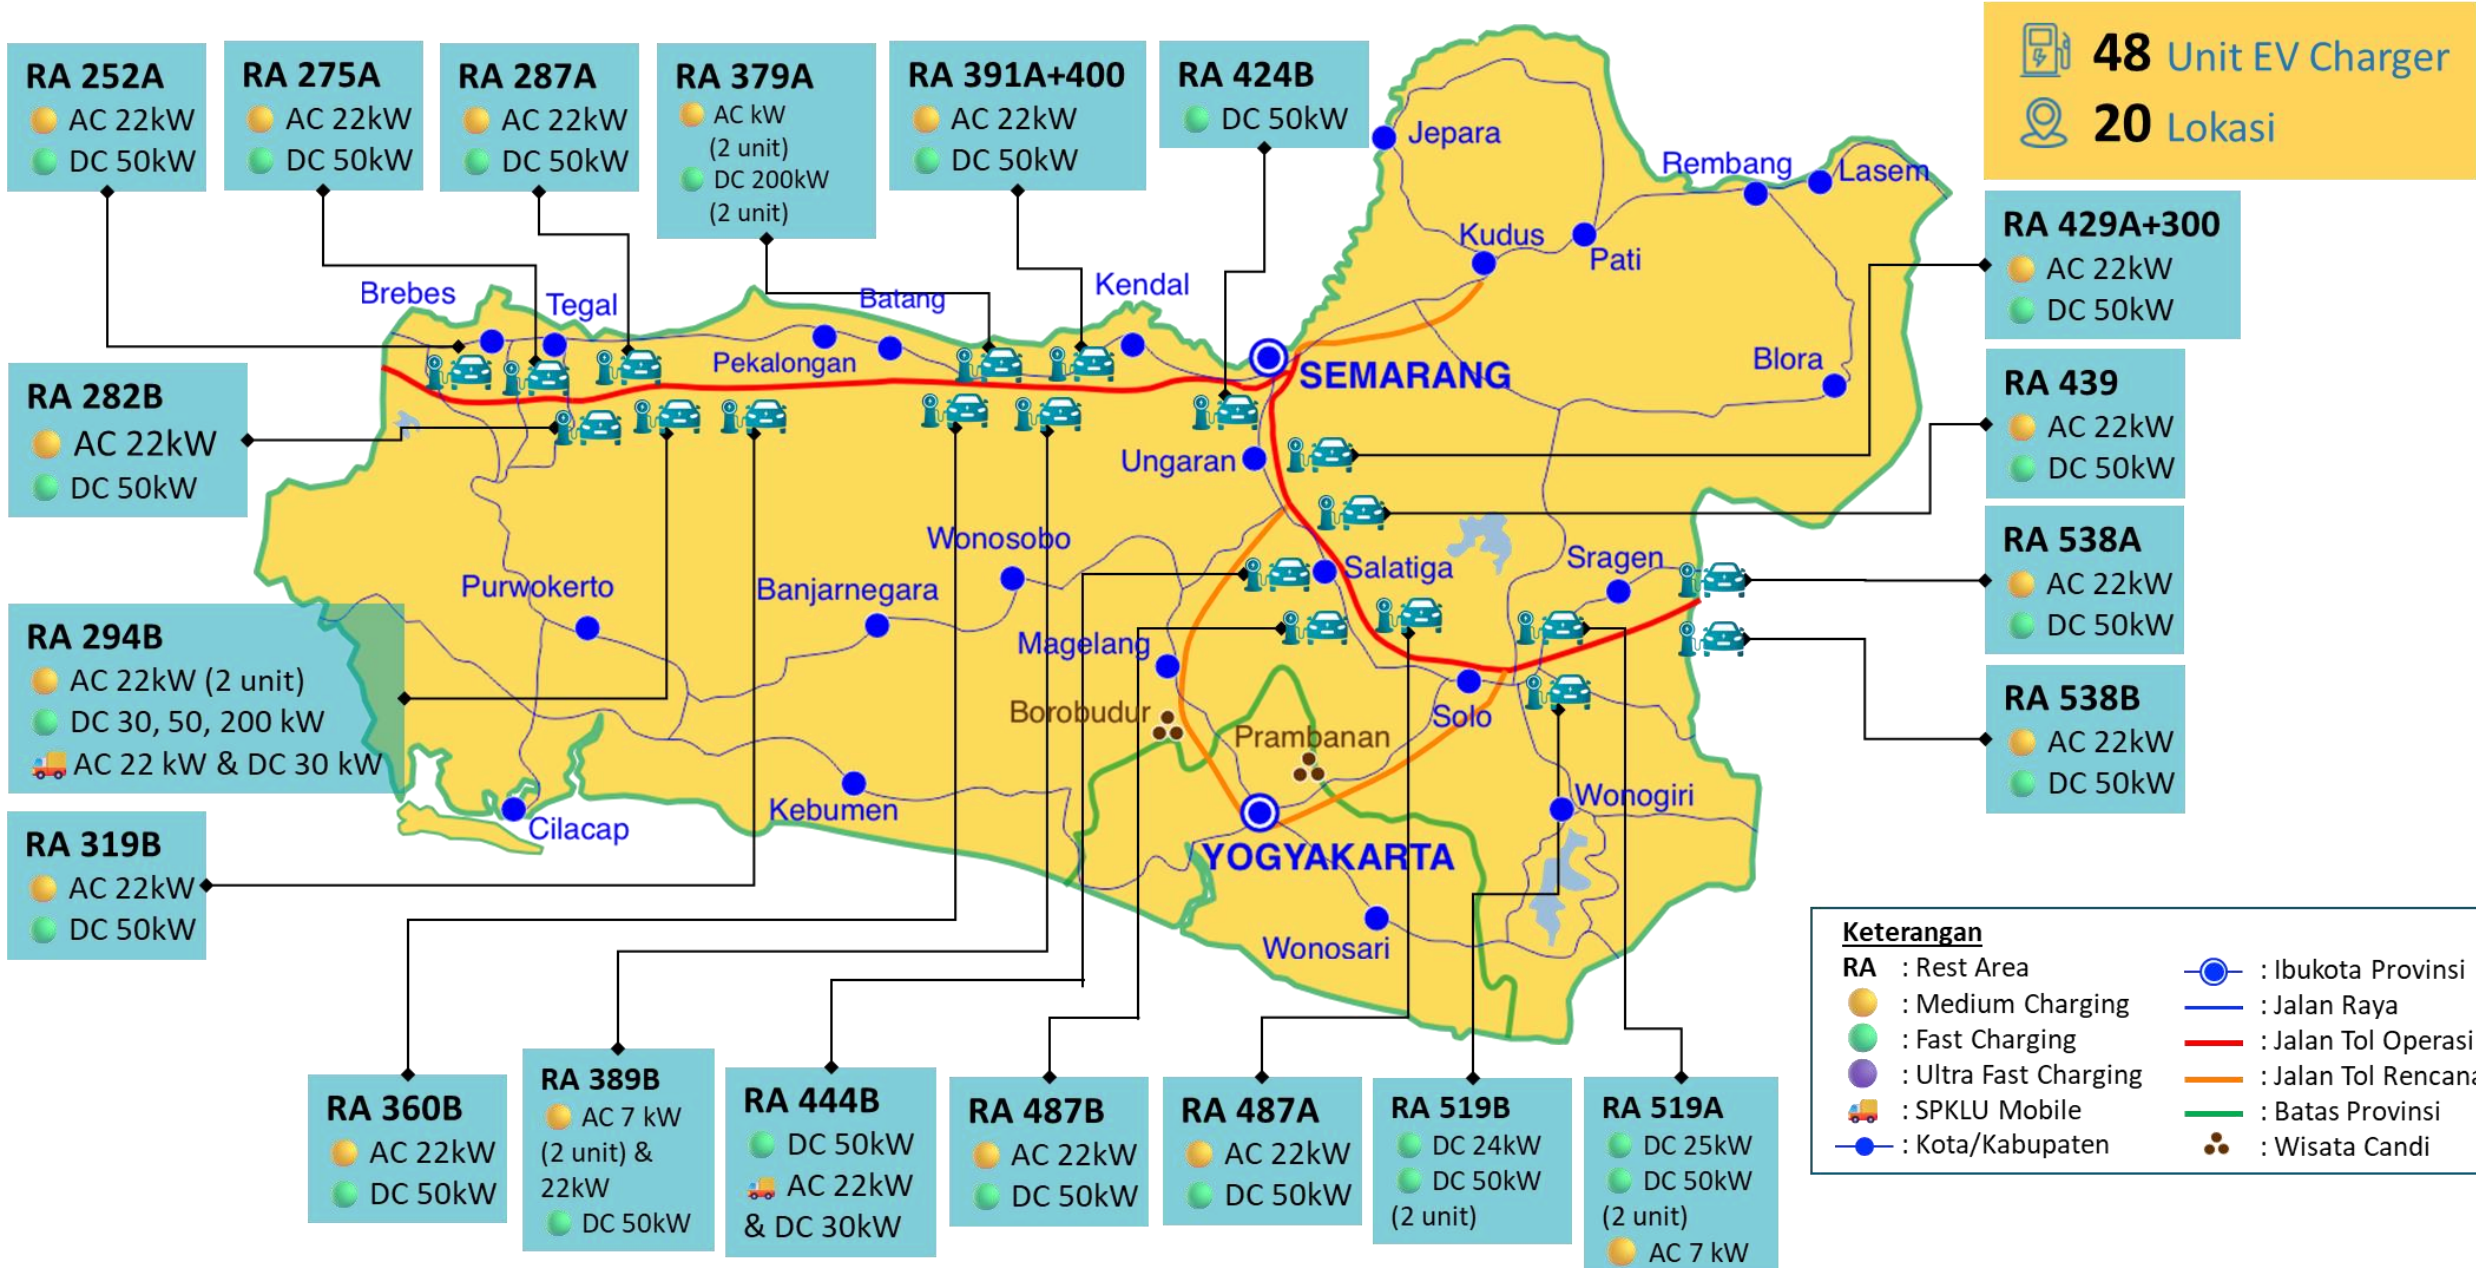 RA 252A
AC 22kW
DC 50kW
RA 275A
AC 22kW
DC 50kW
RA 287A
AC 22kW
DC 50kW
RA 379A
AC kW
(2 unit)
DC 200kW
(2 unit)
RA 391A+400
AC 22kW
DC 50kW
RA 424B
DC 50kW
48 Unit EV Charger
20 Lokasi
RA 429A+300
AC 22kW
DC 50kW
RA 439
AC 22kW
DC 50kW
RA 538A
AC 22kW
DC 50kW
RA 538B
AC 22kW
DC 50kW
RA 282B
AC 22kW
DC 50kW
RA 294B
AC 22kW (2 unit)
DC 30, 50, 200 kW
AC 22 kW & DC 30 kW
RA 319B
AC 22kW
DC 50kW
Jepara
Rembang
Lasem
Kudus
Pati
Brebes
Tegal
Batang
Kendal
Pekalongan
SEMARANG
Blora
Ungaran
Wonosobo
Salatiga
Sragen
Purwokerto
Banjarnegara
Magelang
Borobudur
Prambanan
Solo
Kebumen
Cilacap
Wonogiri
YOGYAKARTA
Wonosari
RA 360B
AC 22kW
DC 50kW
RA 389B
AC 7 kW
(2 unit) &
22kW
DC 50kW
RA 444B
DC 50kW
AC 22kW
& DC 30kW
RA 487B
AC 22kW
DC 50kW
RA 487A
AC 22kW
DC 50kW
RA 519B
DC 24kW
DC 50kW
(2 unit)
RA 519A
DC 25kW
DC 50kW
(2 unit)
AC 7 kW
Keterangan
RA : Rest Area
: Medium Charging
: Fast Charging
: Ultra Fast Charging
: SPKLU Mobile
: Kota/Kabupaten
: Ibukota Provinsi
: Jalan Raya
: Jalan Tol Operasi
: Jalan Tol Rencana
: Batas Provinsi
: Wisata Candi